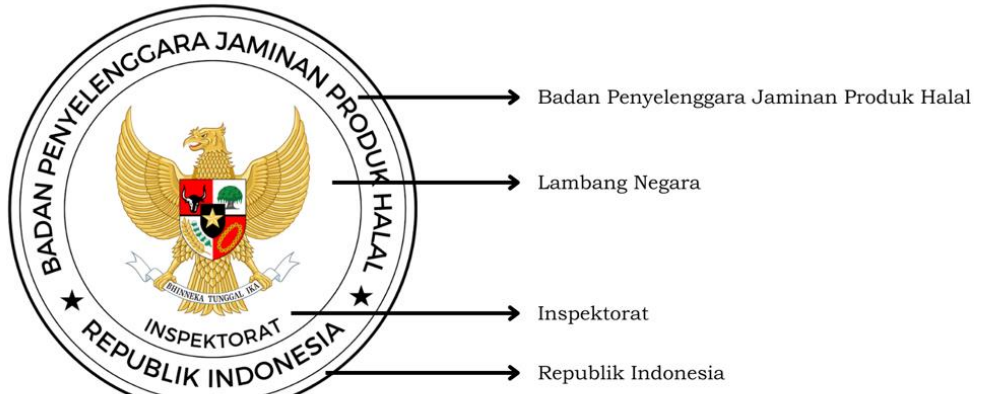 BADAN PENYELENGGARA JAMINAN PRODUK HALAL
BHINNEKA TUNGGAL IKA
INSPEKTORAT
★ REPUBLIK INDONESIA ★
Badan Penyelenggara Jaminan Produk Halal
Lambang Negara
Inspektorat
Republik Indonesia